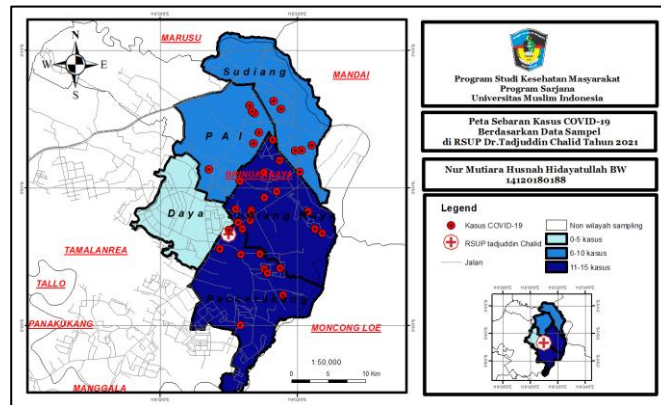 MARUSU
MANDAI
N
W
E
S
Sudiang
PAI
BIRINGKANAYA
Daya
TAMALANREA
TALLO
PANAKUKANG
MONCONG LOE
MANGGALA
1:50,000
0
5
10 Km
Program Studi Kesehatan Masyarakat
Program Sarjana
Universitas Muslim Indonesia
Peta Sebaran Kasus COVID-19
Berdasarkan Data Sampel
di RSUP Dr.Tadjuddin Chalid Tahun 2021
Nur Mutiara Husnah Hidayatullah BW
14120180188
Legend
Kasus COVID-19
RSUP tadjuddin Chalid
Jalan
Non wilayah sampling
0-5 kasus
6-10 kasus
11-15 kasus